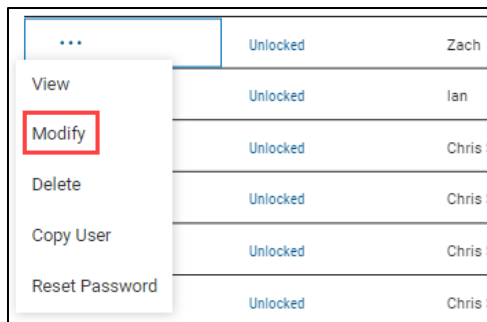 ... Unlocked Zach
View
Unlocked Ian
Modify
Unlocked Chris
Delete
Unlocked Chris
Copy User
Unlocked Chris
Reset Password
Unlocked Chris